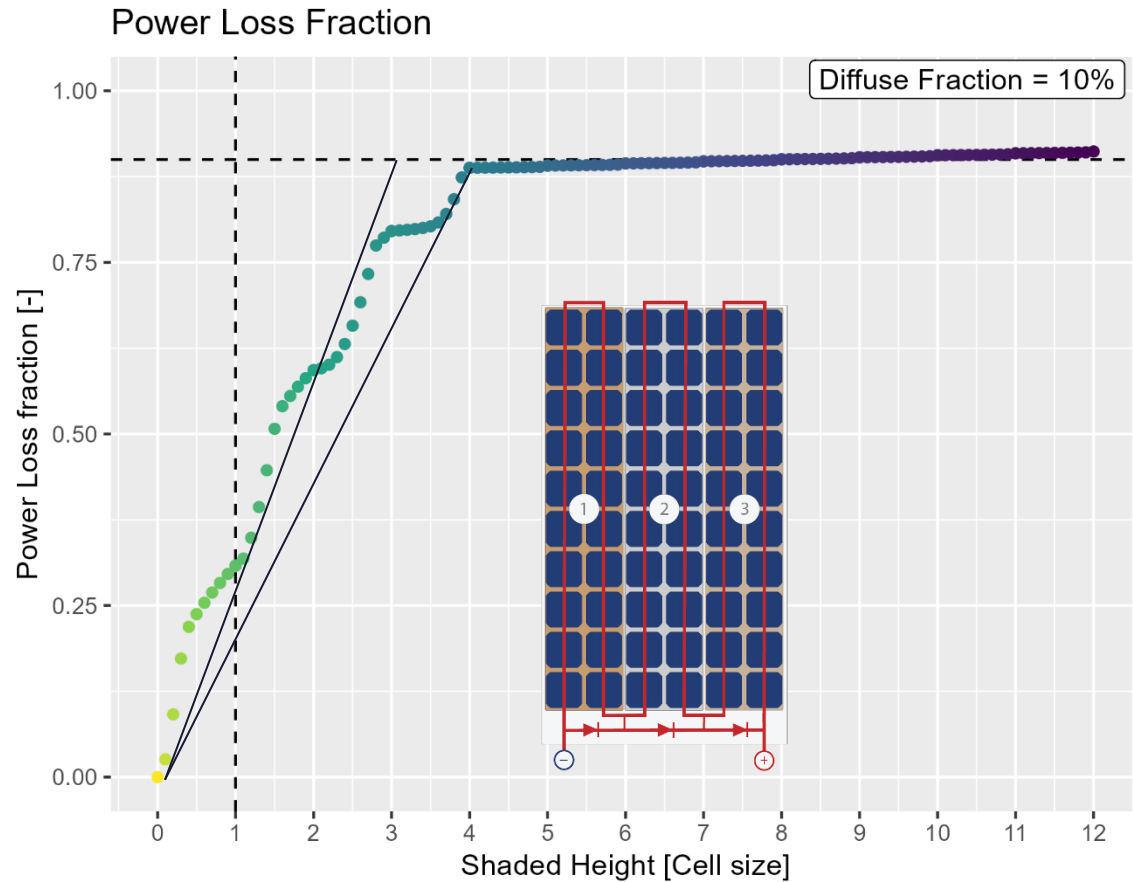 Power Loss Fraction
Diffuse Fraction = 10%
Power Loss fraction [-]
1.00
0.75
0.50
0.25
0.00
1 2 3
− +
0 1 2 3 4 5 6 7 8 9 10 11 12
Shaded Height [Cell size]